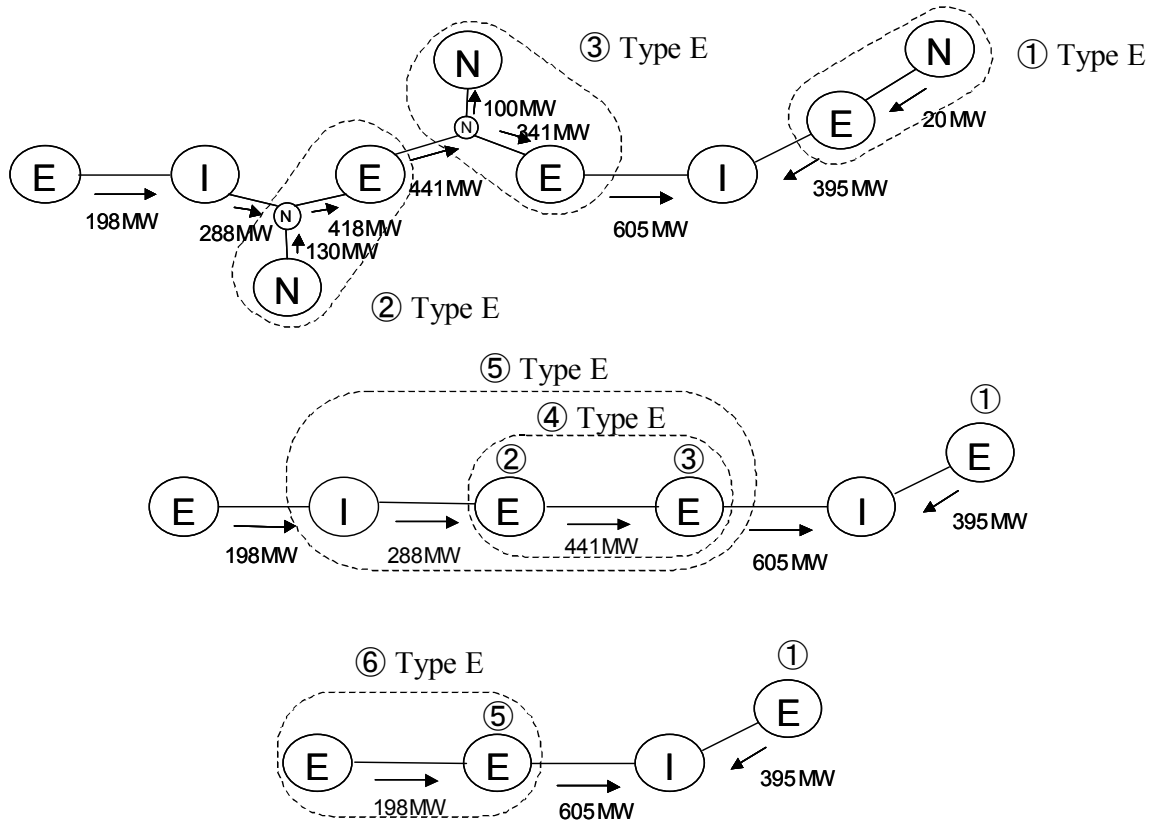 ③ Type E
① Type E
N
N
100MW
N
341MW
E
20MW
E
I
E
441MW
E
I
395MW
198MW
288MW
N
418MW
605MW
130MW
N
② Type E
⑤ Type E
④ Type E
①
②
③
E
E
I
E
E
I
198MW
288MW
441MW
605MW
395MW
⑥ Type E
①
⑤
E
E
E
I
198MW
605MW
395MW